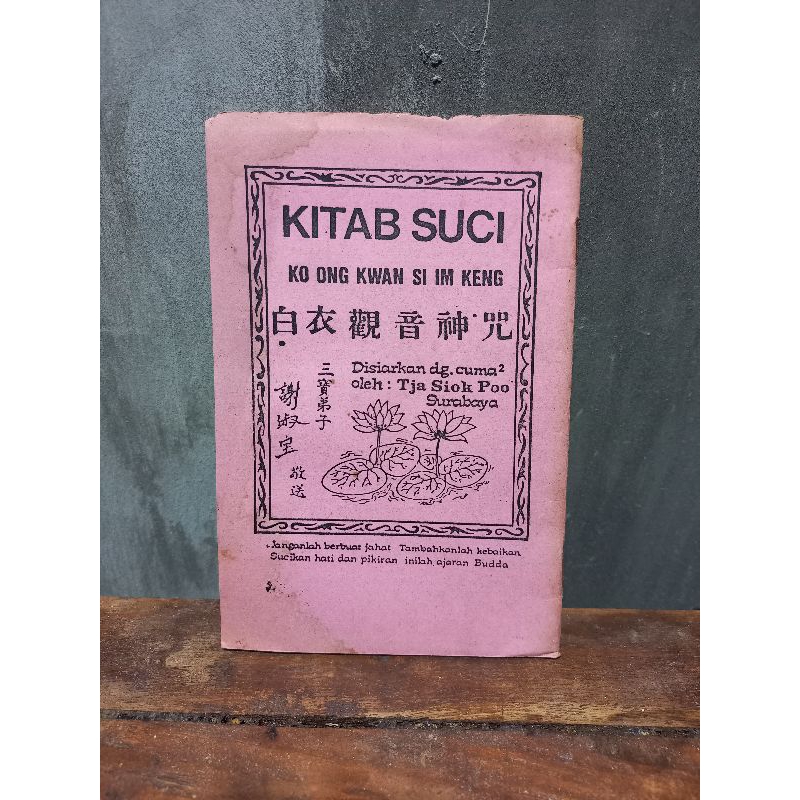 KITAB SUCI
KO ONG KWAN SI IM KENG
白衣觀音神咒
Disiarkan dg. cuma²
oleh : Tja Siok Poo
Surabaya
三寶弟子
謝淑宝 敬送
Janganlah berbuat jahat Tambahkanlah kebaikan
Sucikan hati dan pikiran inilah ajaran Budda